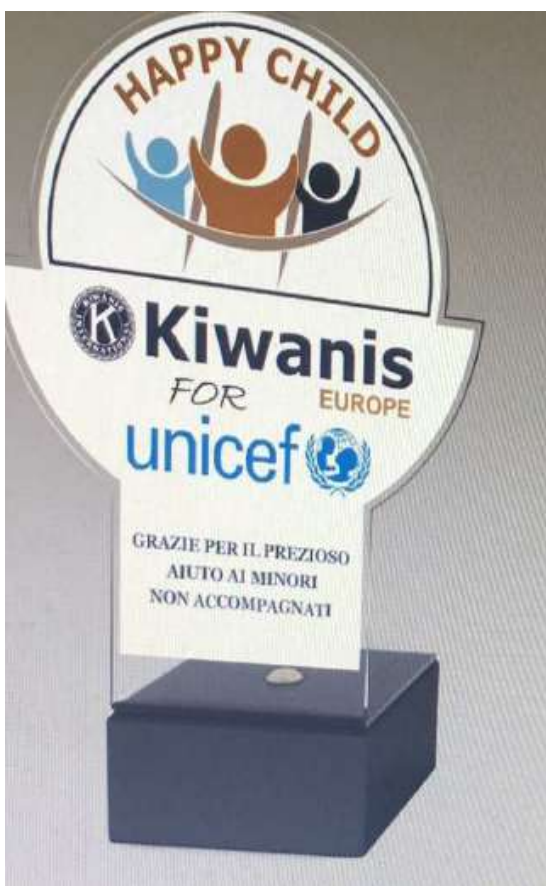 HAPPY CHILD
Kiwanis
EUROPE
FOR
unicef
GRAZIE PER IL PREZIOSO
AIUTO AI MINORI
NON ACCOMPAGNATI